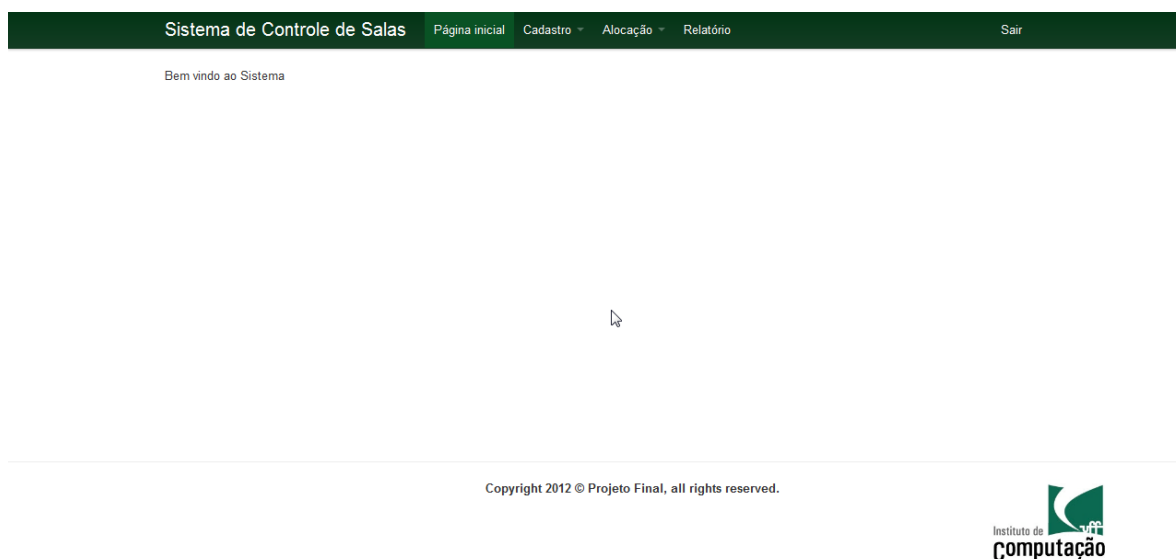 Sistema de Controle de Salas Página inicial Cadastro Alocação Relatório Sair
Bem vindo ao Sistema
Copyright 2012 © Projeto Final, all rights reserved.
uff
Instituto de
computação